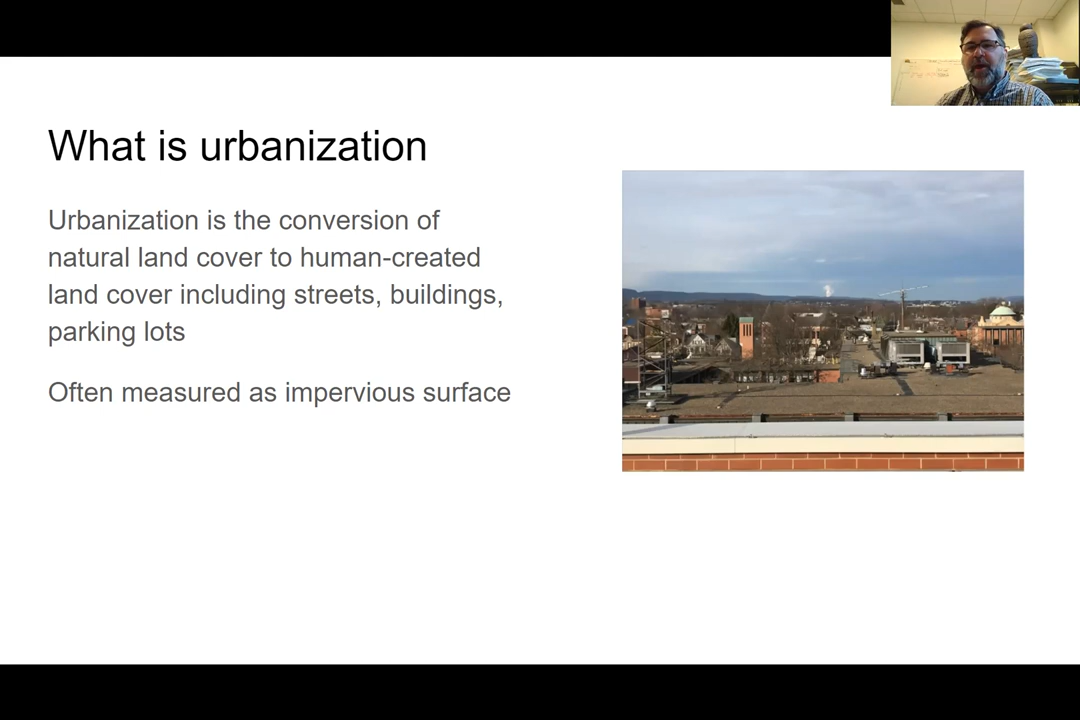 What is urbanization
Urbanization is the conversion of
natural land cover to human-created
land cover including streets, buildings,
parking lots
Often measured as impervious surface